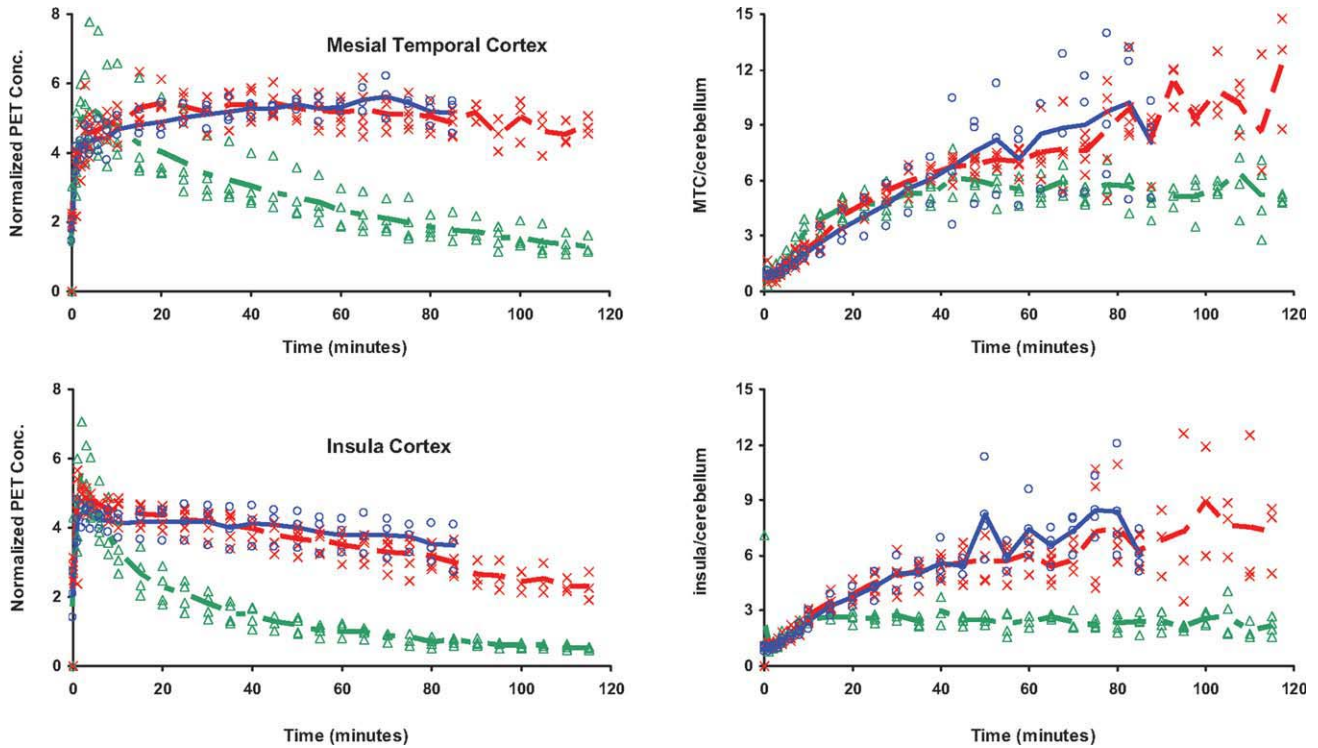 Mesial Temporal Cortex
Normalized PET Conc.
8
6
4
2
0
0 20 40 60 80 100 120
Time (minutes)
MTC/cerebellum
15
12
9
6
3
0
0 20 40 60 80 100 120
Time (minutes)
Insula Cortex
Normalized PET Conc.
8
6
4
2
0
0 20 40 60 80 100 120
Time (minutes)
insula/cerebellum
15
12
9
6
3
0
0 20 40 60 80 100 120
Time (minutes)